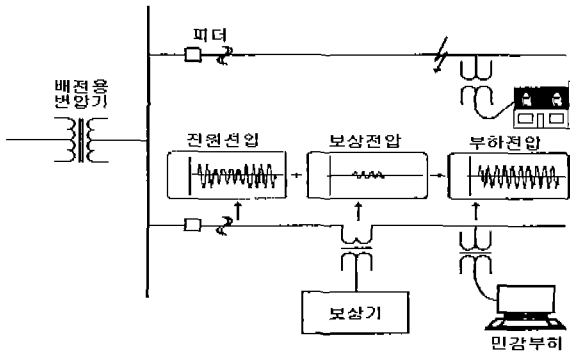 피더
배전용
변압기
전원전압
보상전압
부하전압
보상기
민감부하